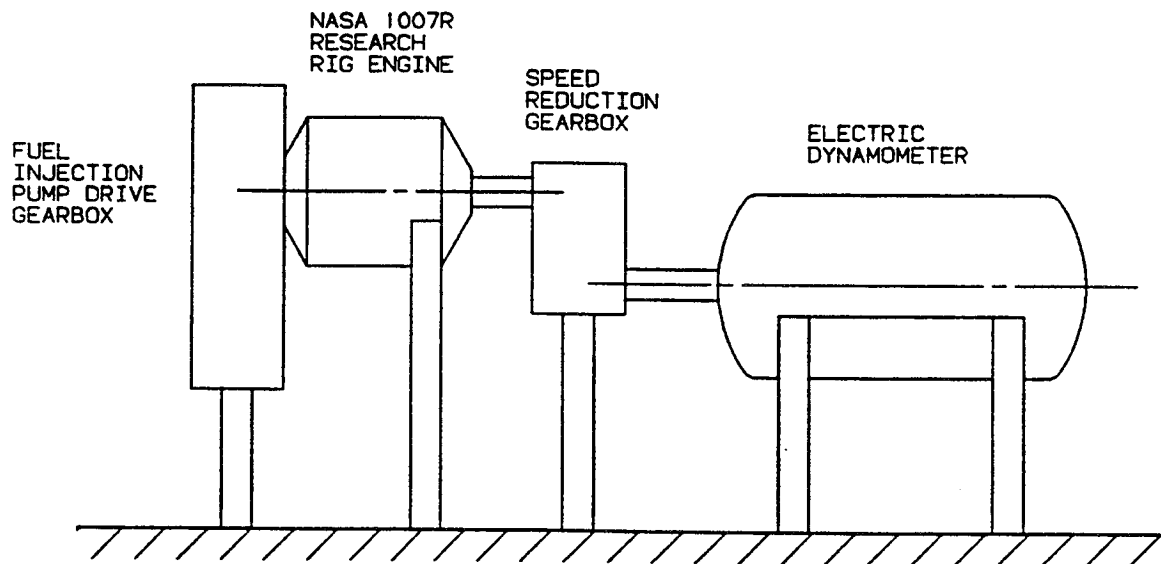 NASA 1007R
RESEARCH
RIG ENGINE
SPEED
REDUCTION
GEARBOX
ELECTRIC
DYNAMOMETER
FUEL
INJECTION
PUMP DRIVE
GEARBOX